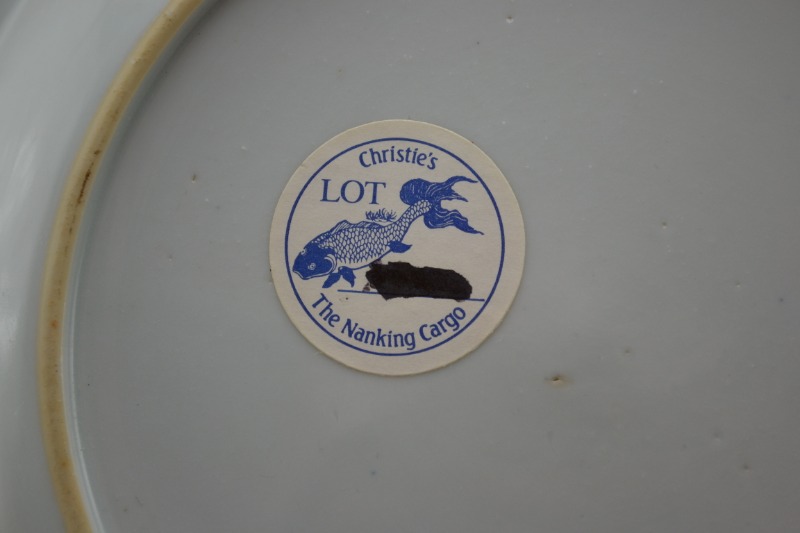 Christie's
LOT
The Nanking Cargo